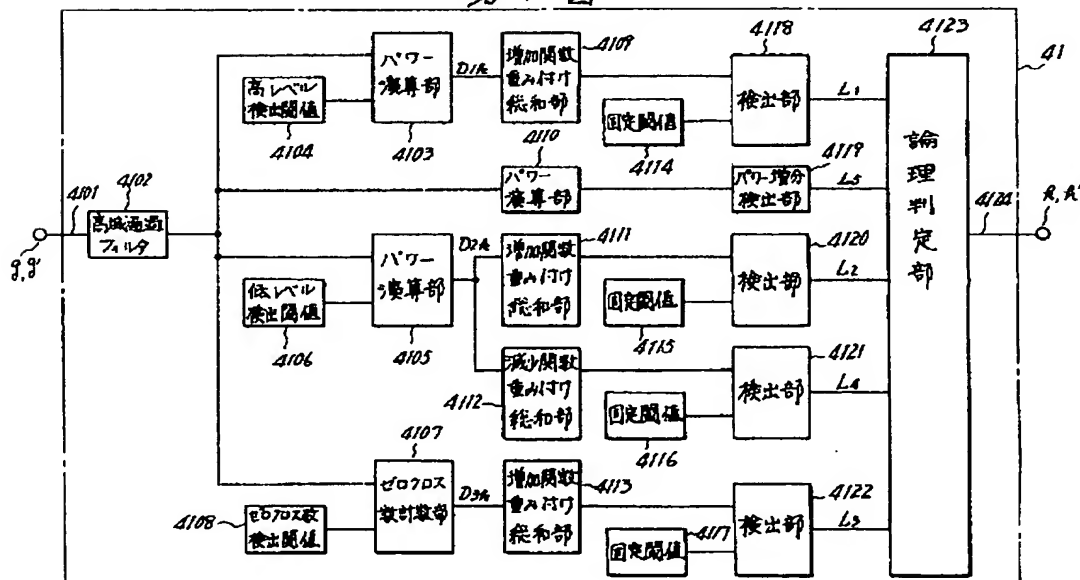 4123
4109
4118
41
パワー
演算部
D1k
増加関数
重み付け
総和部
高レベル
検出閾値
検出部
L1
4104
4103
4110
固定閾値
4114
4119
論
理
判
定
部
パワー
演算部
パワー増分
検出部
L5
4101
4102
高域通過
フィルタ
g, g'
4124
k, k'
D2k
4111
4120
パワー
演算部
増加関数
重み付け
総和部
検出部
L2
低レベル
検出閾値
固定閾値
4106
4105
4115
4121
減少関数
重み付け
総和部
検出部
L4
4112
固定閾値
4107
4116
ゼロクロス
数計数部
D3k
増加関数
重み付け
総和部
4113
4122
4108
ゼロクロス数
検出閾値
4117
固定閾値
検出部
L3